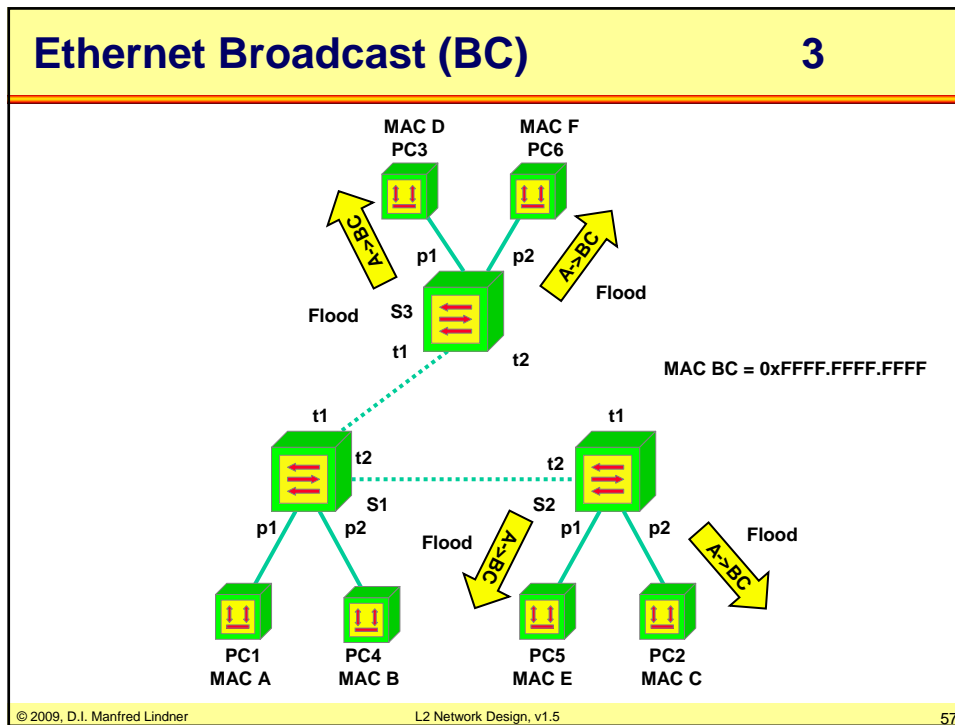 Ethernet Broadcast (BC) 3
MAC D
PC3
MAC F
PC6
A->BC
p1
p2
A->BC
Flood
S3
Flood
t1
t2
MAC BC = 0xFFFF.FFFF.FFFF
t1
t1
t2
t2
S1
S2
p1
p2
p1
p2
Flood
A->BC
A->BC
Flood
PC1
MAC A
PC4
MAC B
PC5
MAC E
PC2
MAC C
© 2009, D.I. Manfred Lindner
L2 Network Design, v1.5
57